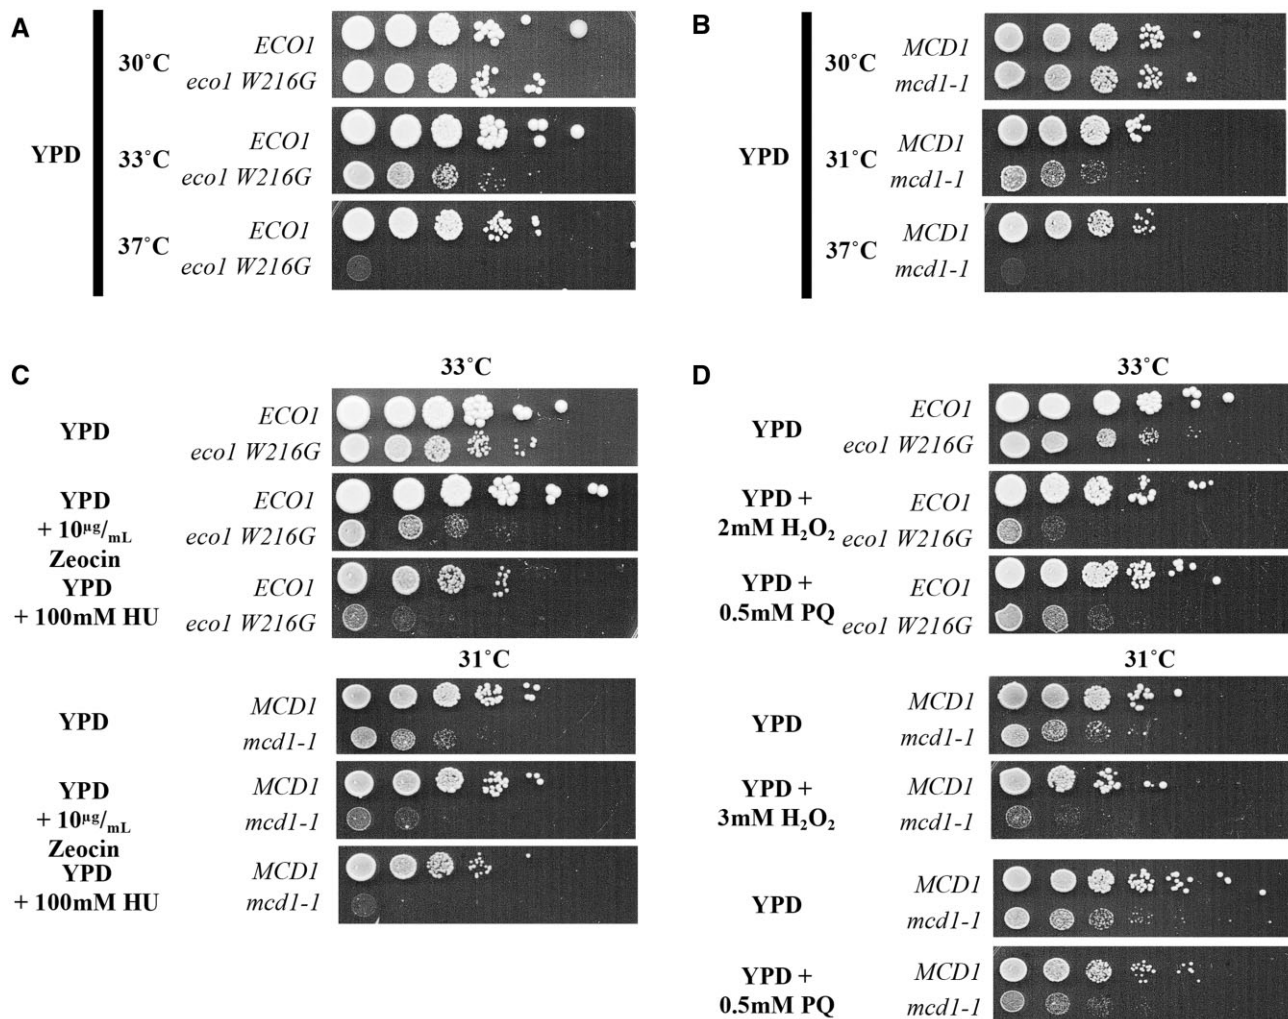 A
YPD
30˚C
ECO1
eco1 W216G
33˚C
ECO1
eco1 W216G
37˚C
ECO1
eco1 W216G
B
YPD
30˚C
MCD1
mcd1-1
31˚C
MCD1
mcd1-1
37˚C
MCD1
mcd1-1
C
33˚C
YPD
ECO1
eco1 W216G
YPD
+ 10µg/mL
Zeocin
ECO1
eco1 W216G
YPD
+ 100mM HU
ECO1
eco1 W216G
31˚C
YPD
MCD1
mcd1-1
YPD
+ 10µg/mL
Zeocin
MCD1
mcd1-1
YPD
+ 100mM HU
MCD1
mcd1-1
D
33˚C
YPD
ECO1
eco1 W216G
YPD +
2mM H₂O₂
ECO1
eco1 W216G
YPD +
0.5mM PQ
ECO1
eco1 W216G
31˚C
YPD
MCD1
mcd1-1
YPD +
3mM H₂O₂
MCD1
mcd1-1
YPD
MCD1
mcd1-1
YPD +
0.5mM PQ
MCD1
mcd1-1